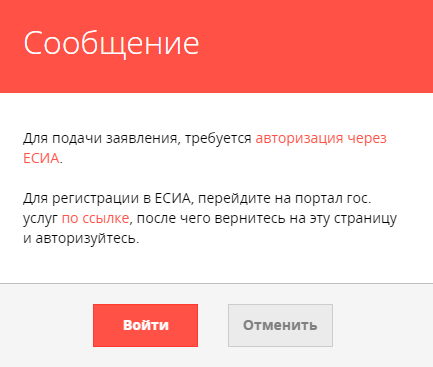 Сообщение
Для подачи заявления, требуется авторизация через
ЕСИА.
Для регистрации в ЕСИА, перейдите на портал гос.
услуг по ссылке, после чего вернитесь на эту страницу
и авторизуйтесь.
Войти
Отменить